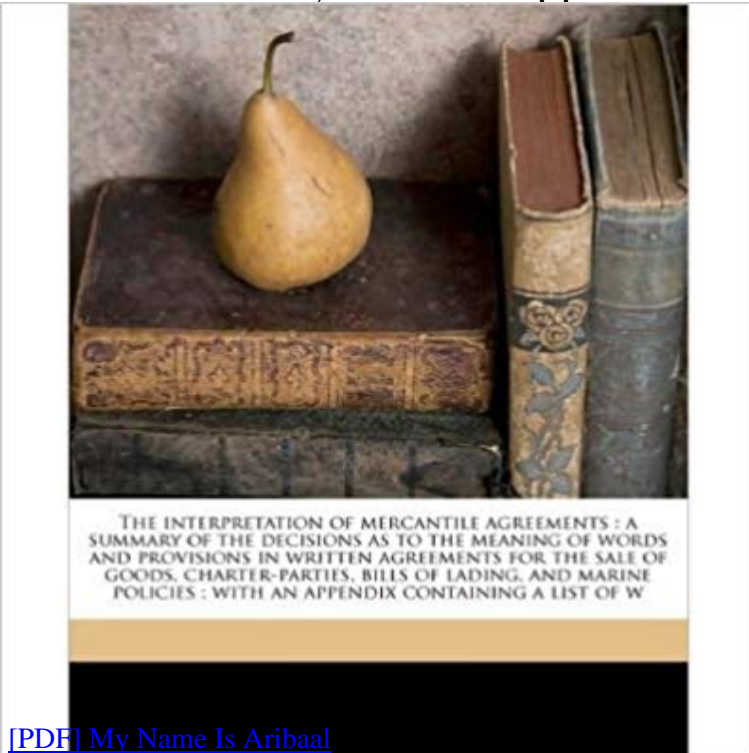 THE INTERPRETATION OF MERCANTILE AGREEMENTS : A
SUMMARY OF THE DECISIONS AS TO THE MEANING OF WORDS
AND PROVISIONS IN WRITTEN AGREEMENTS FOR THE SALE OF
GOODS, CHARTER-PARTIES, BILLS OF LADING, AND MARINE
POLICIES : WITH AN APPENDIX CONTAINING A LIST OF W
[PDF] My Name Is Aribaal